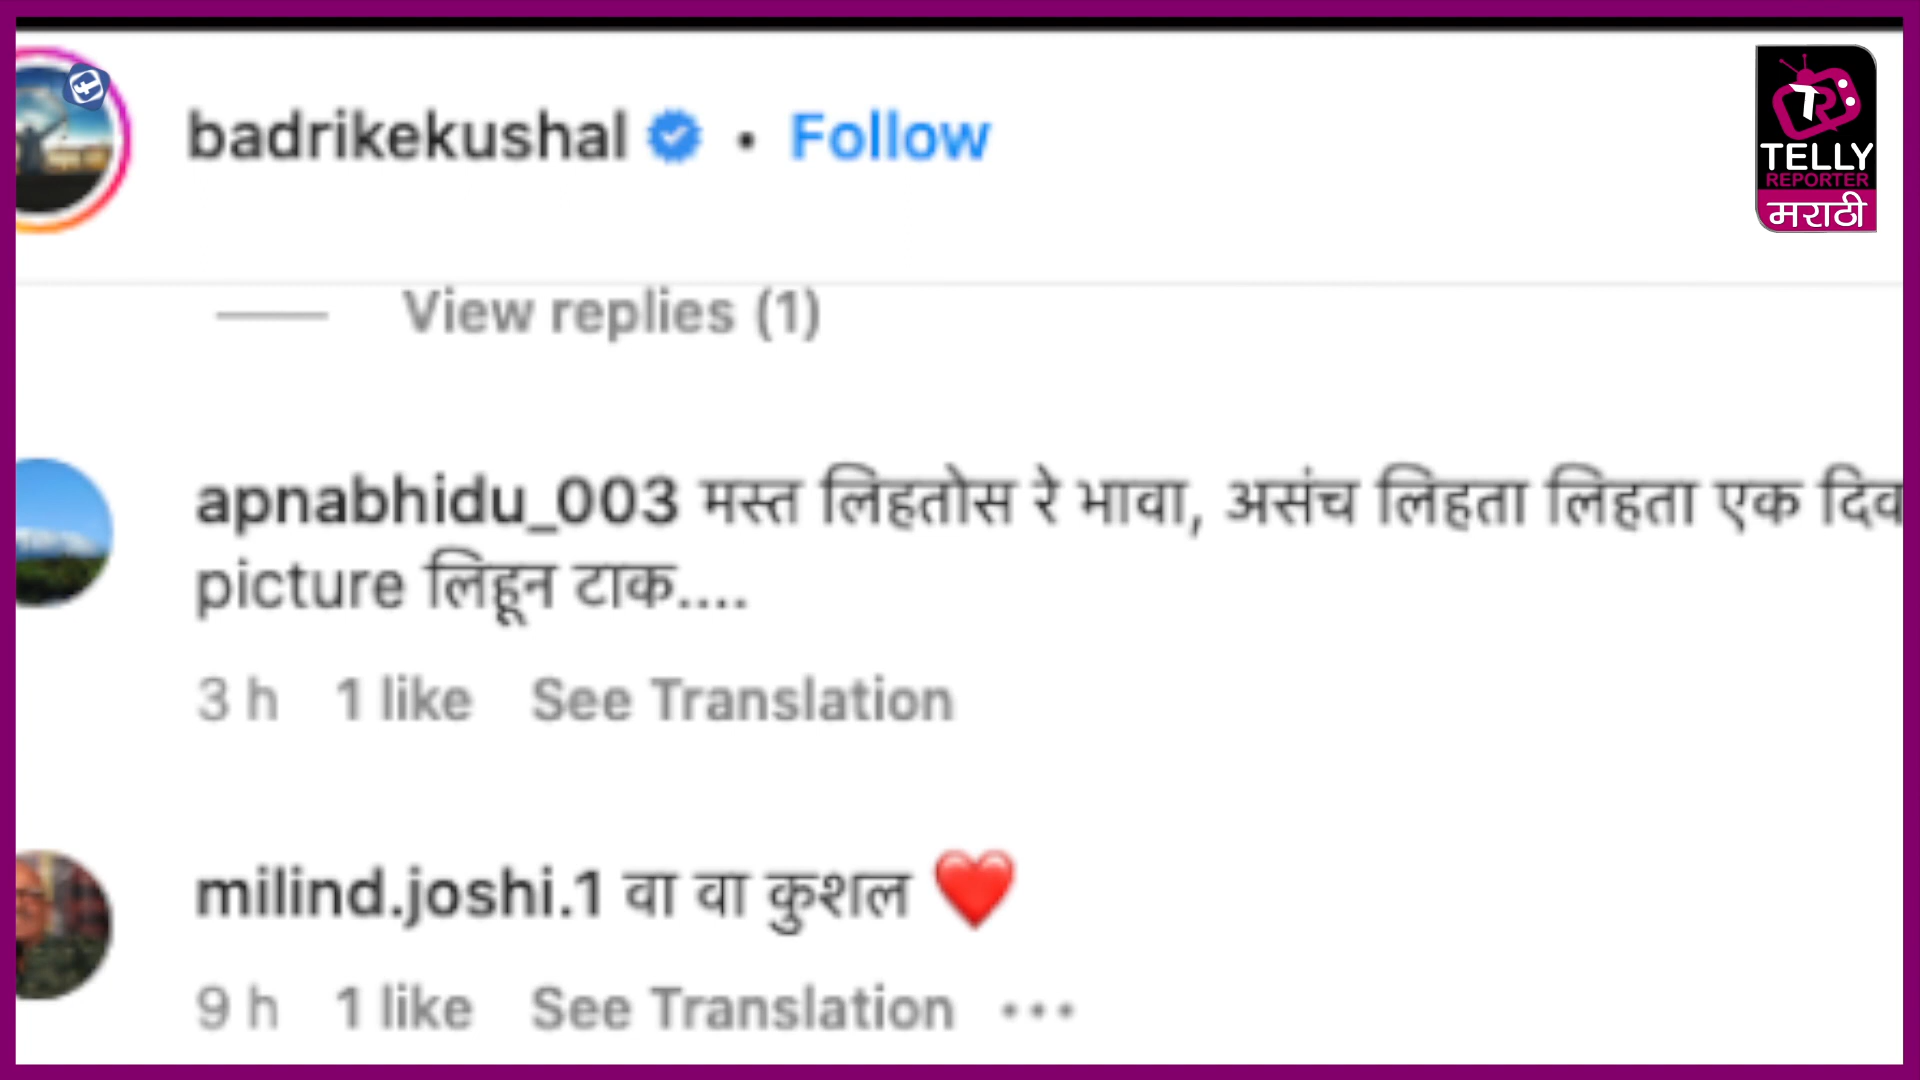 badrikekushal • Follow
TELLY
REPORTER
मराठी
View replies (1)
apnabhidu_003 मस्त लिहतोस रे भावा, असंच लिहता लिहता एक
picture लिहून टाक....
3 h 1 like See Translation
milind.joshi.1 वा वा कुशल ❤️
9 h 1 like See Translation •••